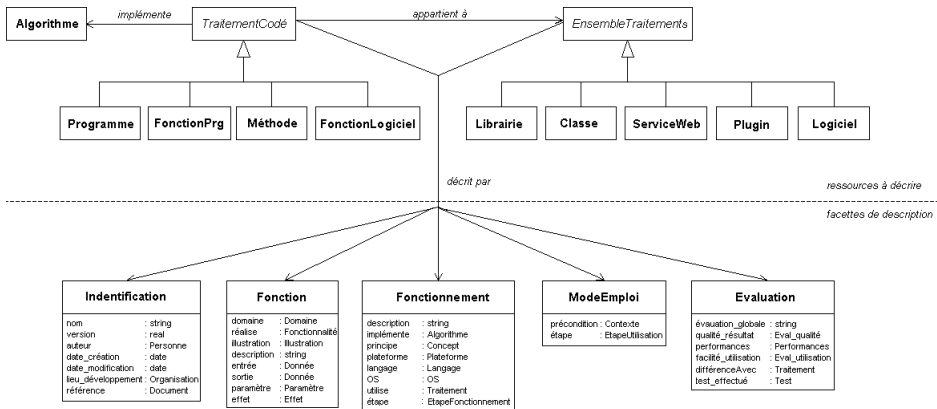 implémente
appartient à
Algorithme
TraitementCodé
EnsembleTraitements
Programme
FonctionPrg
Méthode
FonctionLogiciel
Librairie
Classe
ServiceWeb
Plugin
Logiciel
décrit par
ressources à décrire
facettes de description
Indentification
nom : string
version : real
auteur : Personne
date_création : date
date_modification : date
lieu_développement : Organisation
référence : Document
Fonction
domaine : Domaine
réalise : Fonctionnalité
illustration : Illustration
description : string
entrée : Donnée
sortie : Donnée
paramètre : Paramètre
effet : Effet
Fonctionnement
description : string
implémente : Algorithme
principe : Concept
plateforme : Plateforme
langage : Langage
OS : OS
utilise : Traitement
étape : EtapeFonctionnement
ModeEmploi
précondition : Contexte
étape : EtapeUtilisation
Evaluation
évauation_globale : string
qualité_résultat : Eval_qualité
performances : Performances
facilité_utilisation : Eval_utilisation
différenceAvec : Traitement
test_effectué : Test